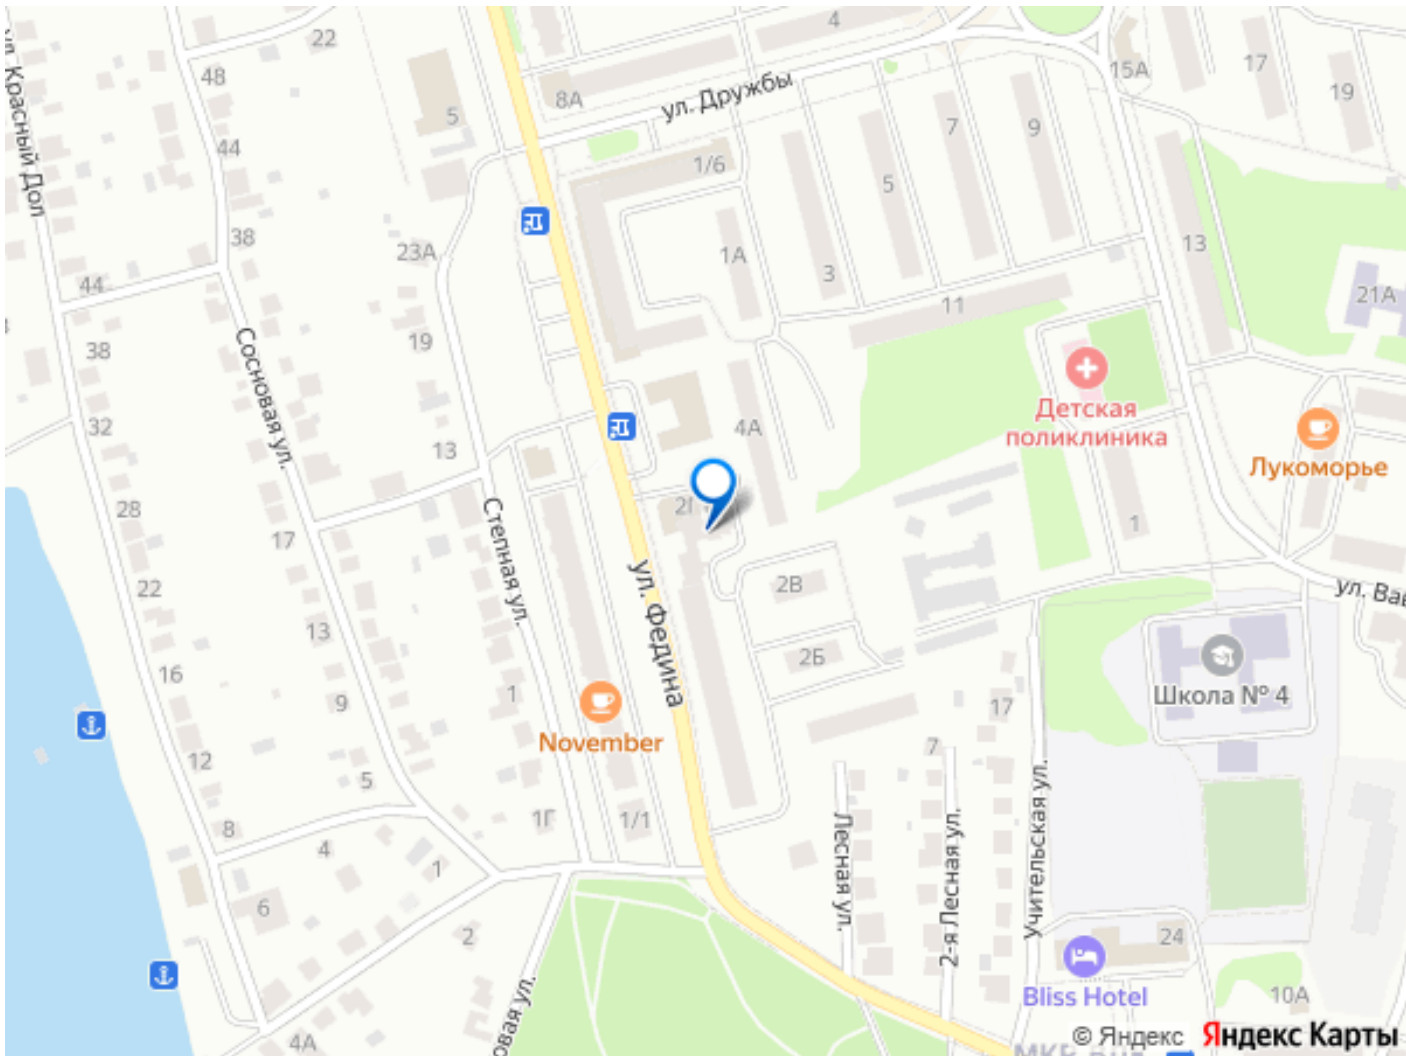 22
4
ул. Красный Дол
48
5
8А
ул. Дружбы
15А
17
19
44
1/6
7
9
5
38
23А
1А
3
13
44
11
21А
38
19
Сосновая ул.
Детская
поликлиника
32
13
4А
Лукоморье
28
17
Степная ул.
1
22
ул. Федина
2В
13
2Б
Школа № 4
16
9
1
17
November
7
12
5
Учительская ул.
8
4
1
1Г
1/1
Лесная ул.
2-я Лесная ул.
6
2
24
Bliss Hotel
10А
4А
© Яндекс
Яндекс Карты